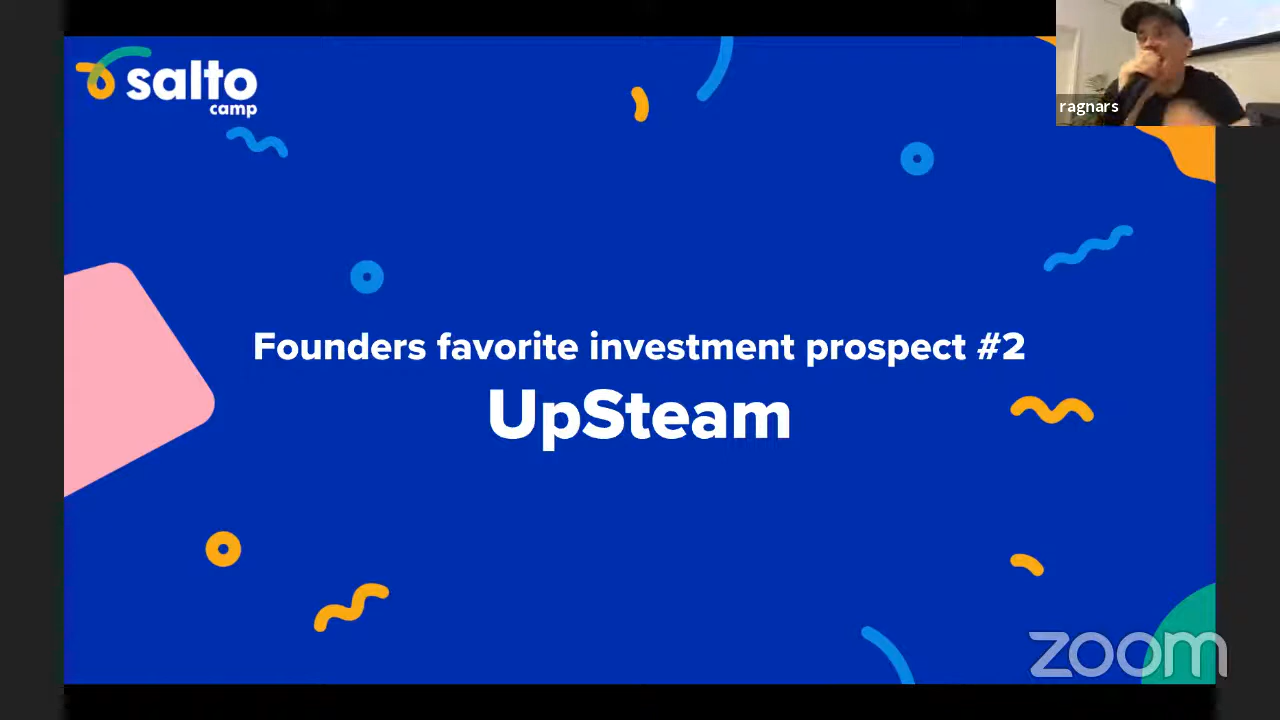 salto
camp
ragnars
Founders favorite investment prospect #2
UpSteam
zoom